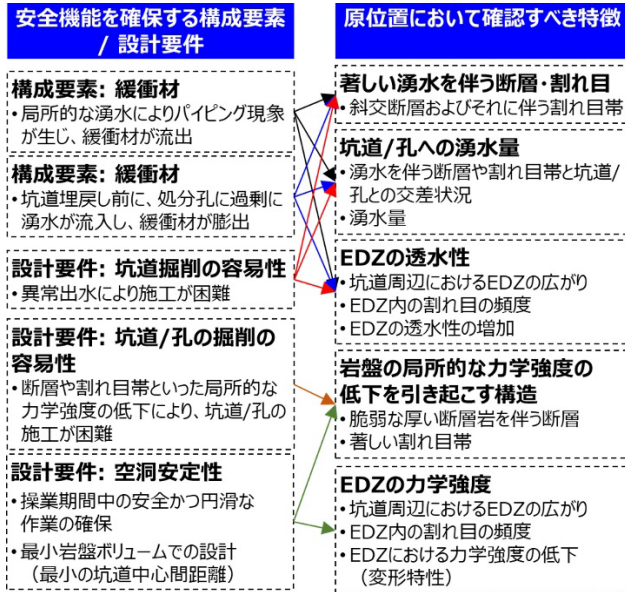 安全機能を確保する構成要素
/ 設計要件
構成要素: 緩衝材
・局所的な湧水によりパイピング現象
が生じ、緩衝材が流出
構成要素: 緩衝材
・坑道埋戻し前に、処分孔に過剰に
湧水が流入し、緩衝材が膨出
設計要件: 坑道掘削の容易性
・異常出水により施工が困難
設計要件: 坑道/孔の掘削の
容易性
・断層や割れ目帯といった局所的な
力学強度の低下により、坑道/孔の
施工が困難
設計要件: 空洞安定性
・操業期間中の安全かつ円滑な
作業の確保
・最小岩盤ボリュームでの設計
（最小の坑道中心間距離）
原位置において確認すべき特徴
著しい湧水を伴う断層・割れ目
・斜交断層およびそれに伴う割れ目帯
坑道/孔への湧水量
・湧水を伴う断層や割れ目帯と坑道/
孔との交差状況
・湧水量
EDZの透水性
・坑道周辺におけるEDZの広がり
・EDZ内の割れ目の頻度
・EDZの透水性の増加
岩盤の局所的な力学強度の
低下を引き起こす構造
・脆弱な厚い断層岩を伴う断層
・著しい割れ目帯
EDZの力学強度
・坑道周辺におけるEDZの広がり
・EDZ内の割れ目の頻度
・EDZにおける力学強度の低下
（変形特性）